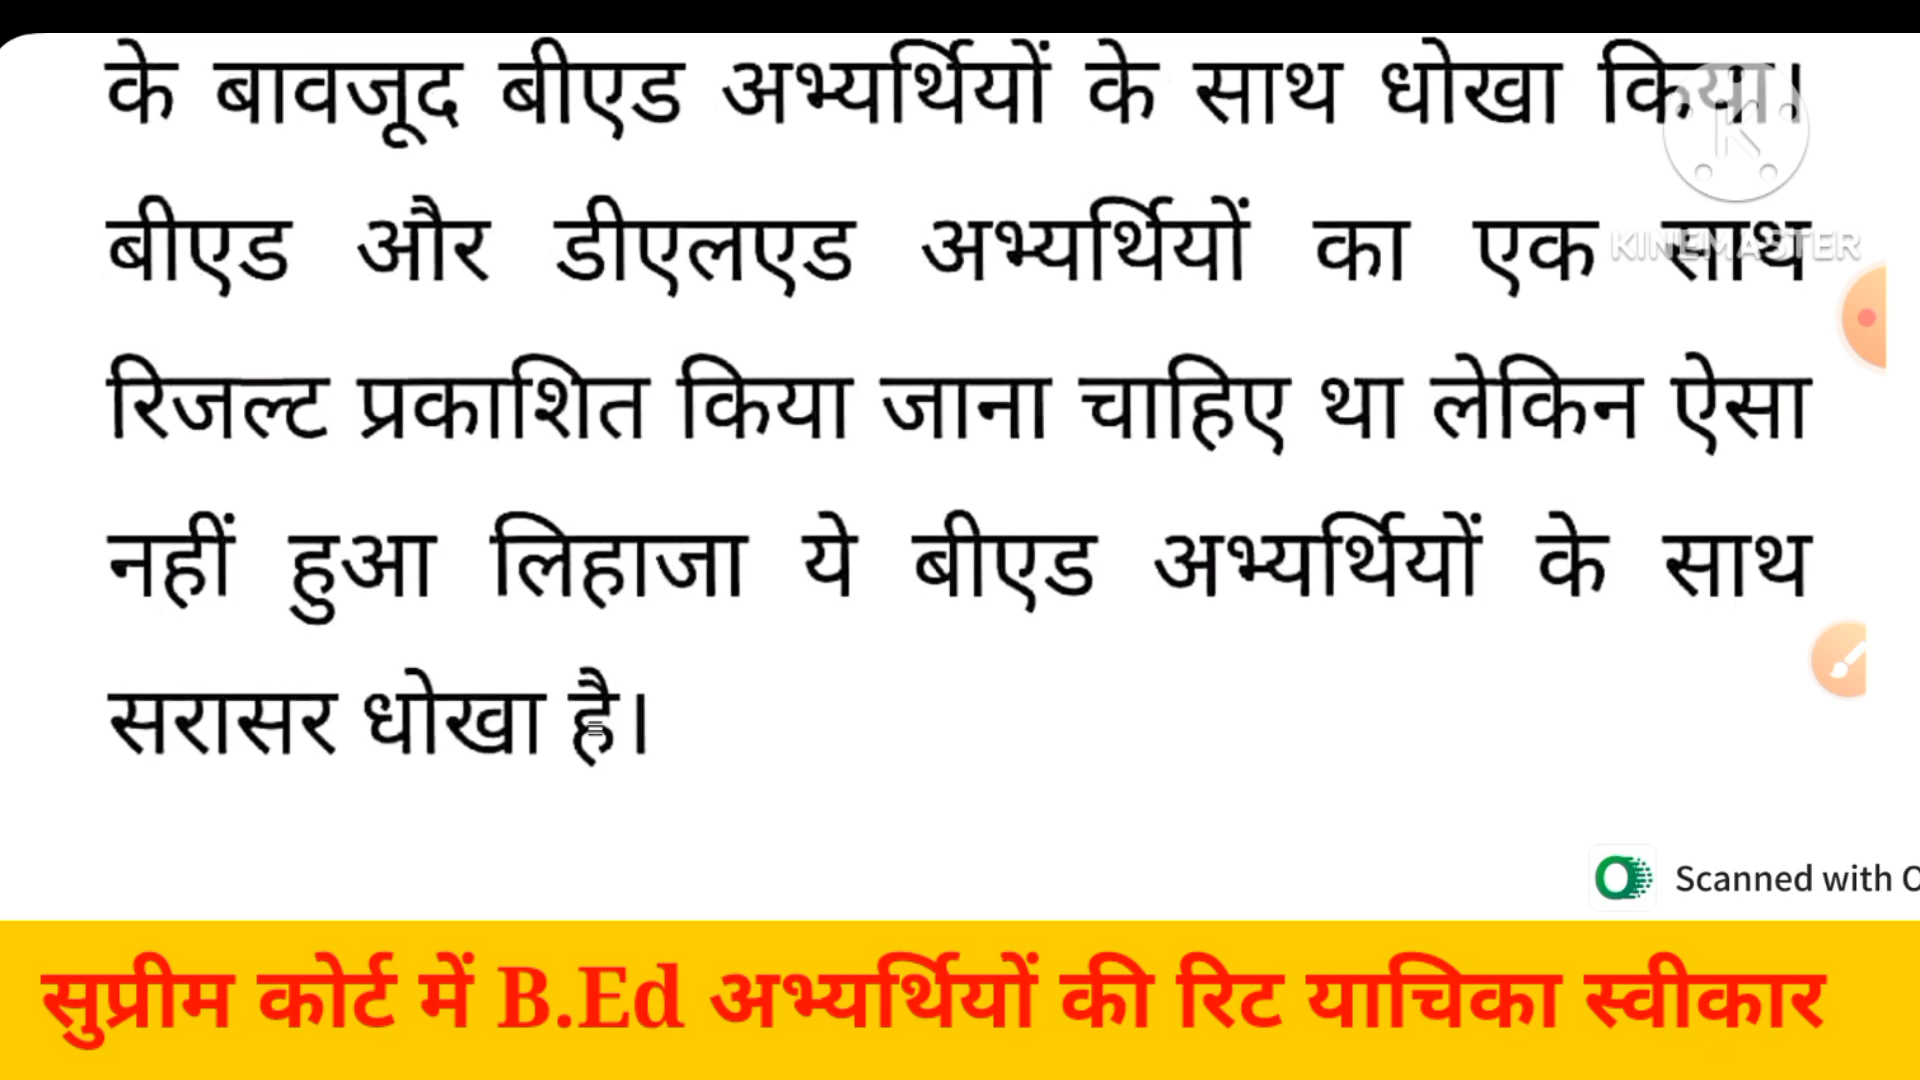 के बावजूद बीएड अभ्यर्थियों के साथ धोखा किया।
बीएड और डीएलएड अभ्यर्थियों का एक साथ
KINEMASTER
रिजल्ट प्रकाशित किया जाना चाहिए था लेकिन ऐसा
नहीं हुआ लिहाजा ये बीएड अभ्यर्थियों के साथ
सरासर धोखा है।
Scanned with O
सुप्रीम कोर्ट में B.Ed अभ्यर्थियों की रिट याचिका स्वीकार